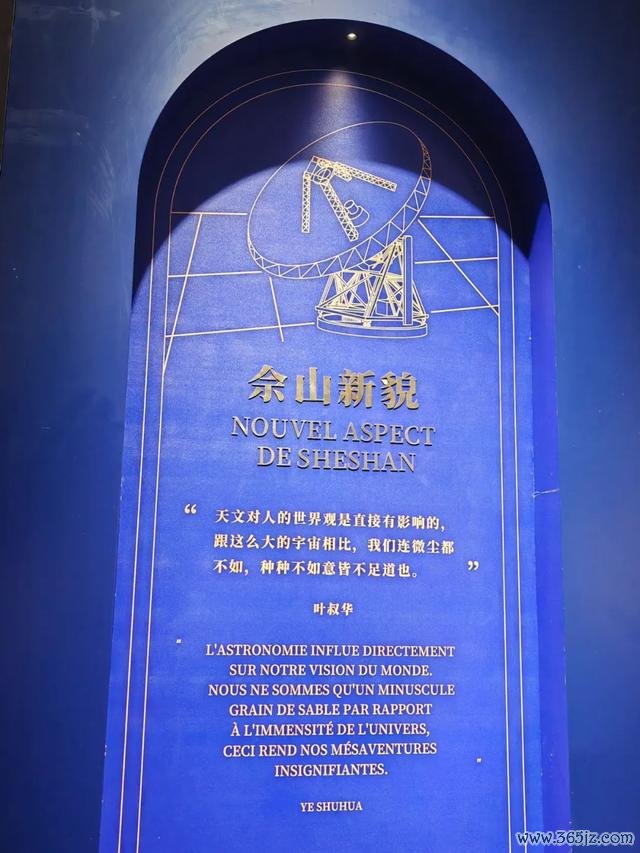 佘山新貌
NOUVEL ASPECT
DE SHESHAN
“ 天文对人的世界观是直接有影响的，
跟这么大的宇宙相比，我们连微尘都
不如，种种不如意皆不足道也。 ”
叶叔华
" L'ASTRONOMIE INFLUE DIRECTEMENT
SUR NOTRE VISION DU MONDE.
NOUS NE SOMMES QU'UN MINUSCULE
GRAIN DE SABLE PAR RAPPORT
À L'IMMENSITÉ DE L'UNIVERS,
CECI REND NOS MÉSAVENTURES
INSIGNIFIANTES. "
YE SHUHUA
www.365jz.com